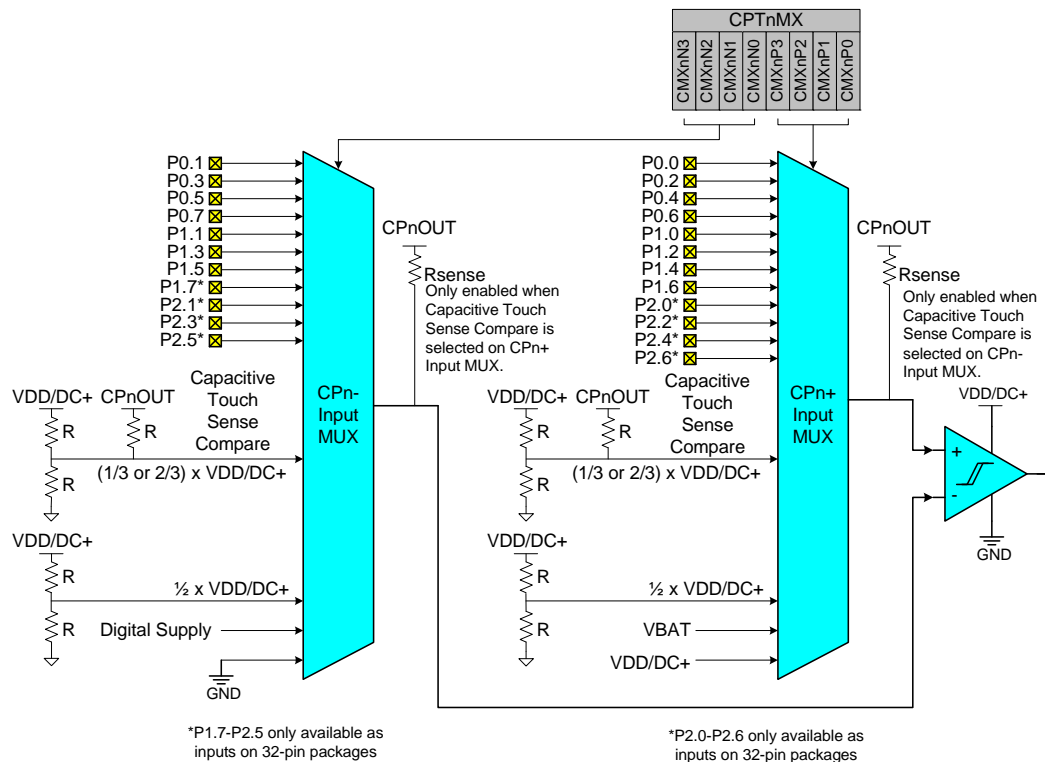 CPTnMX
CMXnN3
CMXnN2
CMXnN1
CMXnN0
CMXnP3
CMXnP2
CMXnP1
CMXnP0
P0.1
P0.3
P0.5
P0.7
P1.1
P1.3
P1.5
P1.7*
P2.1*
P2.3*
P2.5*
CPnOUT
Rsense
Only enabled when
Capacitive Touch
Sense Compare is
selected on CPn+
Input MUX.
VDD/DC+
CPnOUT
Capacitive
Touch
Sense
Compare
R
R
(1/3 or 2/3) x VDD/DC+
R
VDD/DC+
R
½ x VDD/DC+
R
Digital Supply
GND
CPn-
Input
MUX
*P1.7-P2.5 only available as
inputs on 32-pin packages
P0.0
P0.2
P0.4
P0.6
P1.0
P1.2
P1.4
P1.6
P2.0*
P2.2*
P2.4*
P2.6*
CPnOUT
Rsense
Only enabled when
Capacitive Touch
Sense Compare is
selected on CPn-
Input MUX.
VDD/DC+
CPnOUT
Capacitive
Touch
Sense
Compare
R
R
(1/3 or 2/3) x VDD/DC+
R
VDD/DC+
R
½ x VDD/DC+
R
VBAT
VDD/DC+
CPn+
Input
MUX
VDD/DC+
+
-
GND
*P2.0-P2.6 only available as
inputs on 32-pin packages